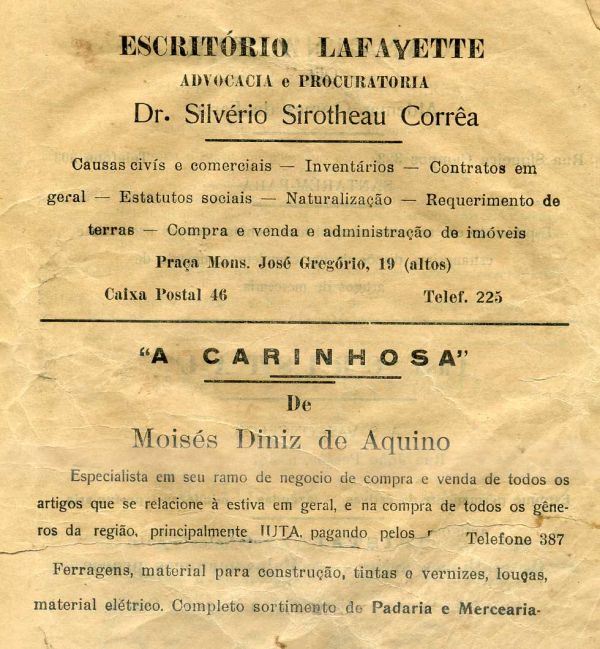 ESCRITÓRIO LAFAYETTE
ADVOCACIA e PROCURATORIA
Dr. Silvério Sirotheau Corrêa
Causas civís e comerciais — Inventários — Contratos em
geral — Estatutos sociais — Naturalização — Requerimento de
terras — Compra e venda e administração de imóveis
Praça Mons. José Gregório, 19 (altos)
Caixa Postal 46 Telef. 225
"A CARINHOSA"
De
Moisés Diniz de Aquino
Especialista em seu ramo de negocio de compra e venda de todos os
artigos que se relacione à estiva em geral, e na compra de todos os gêne-
ros da região, principalmente JUTA, pagando pelos
Telefone 387
Ferragens, material para construção, tintas e vernizes, louças,
material elétrico. Completo sortimento de Padaria e Mercearia-